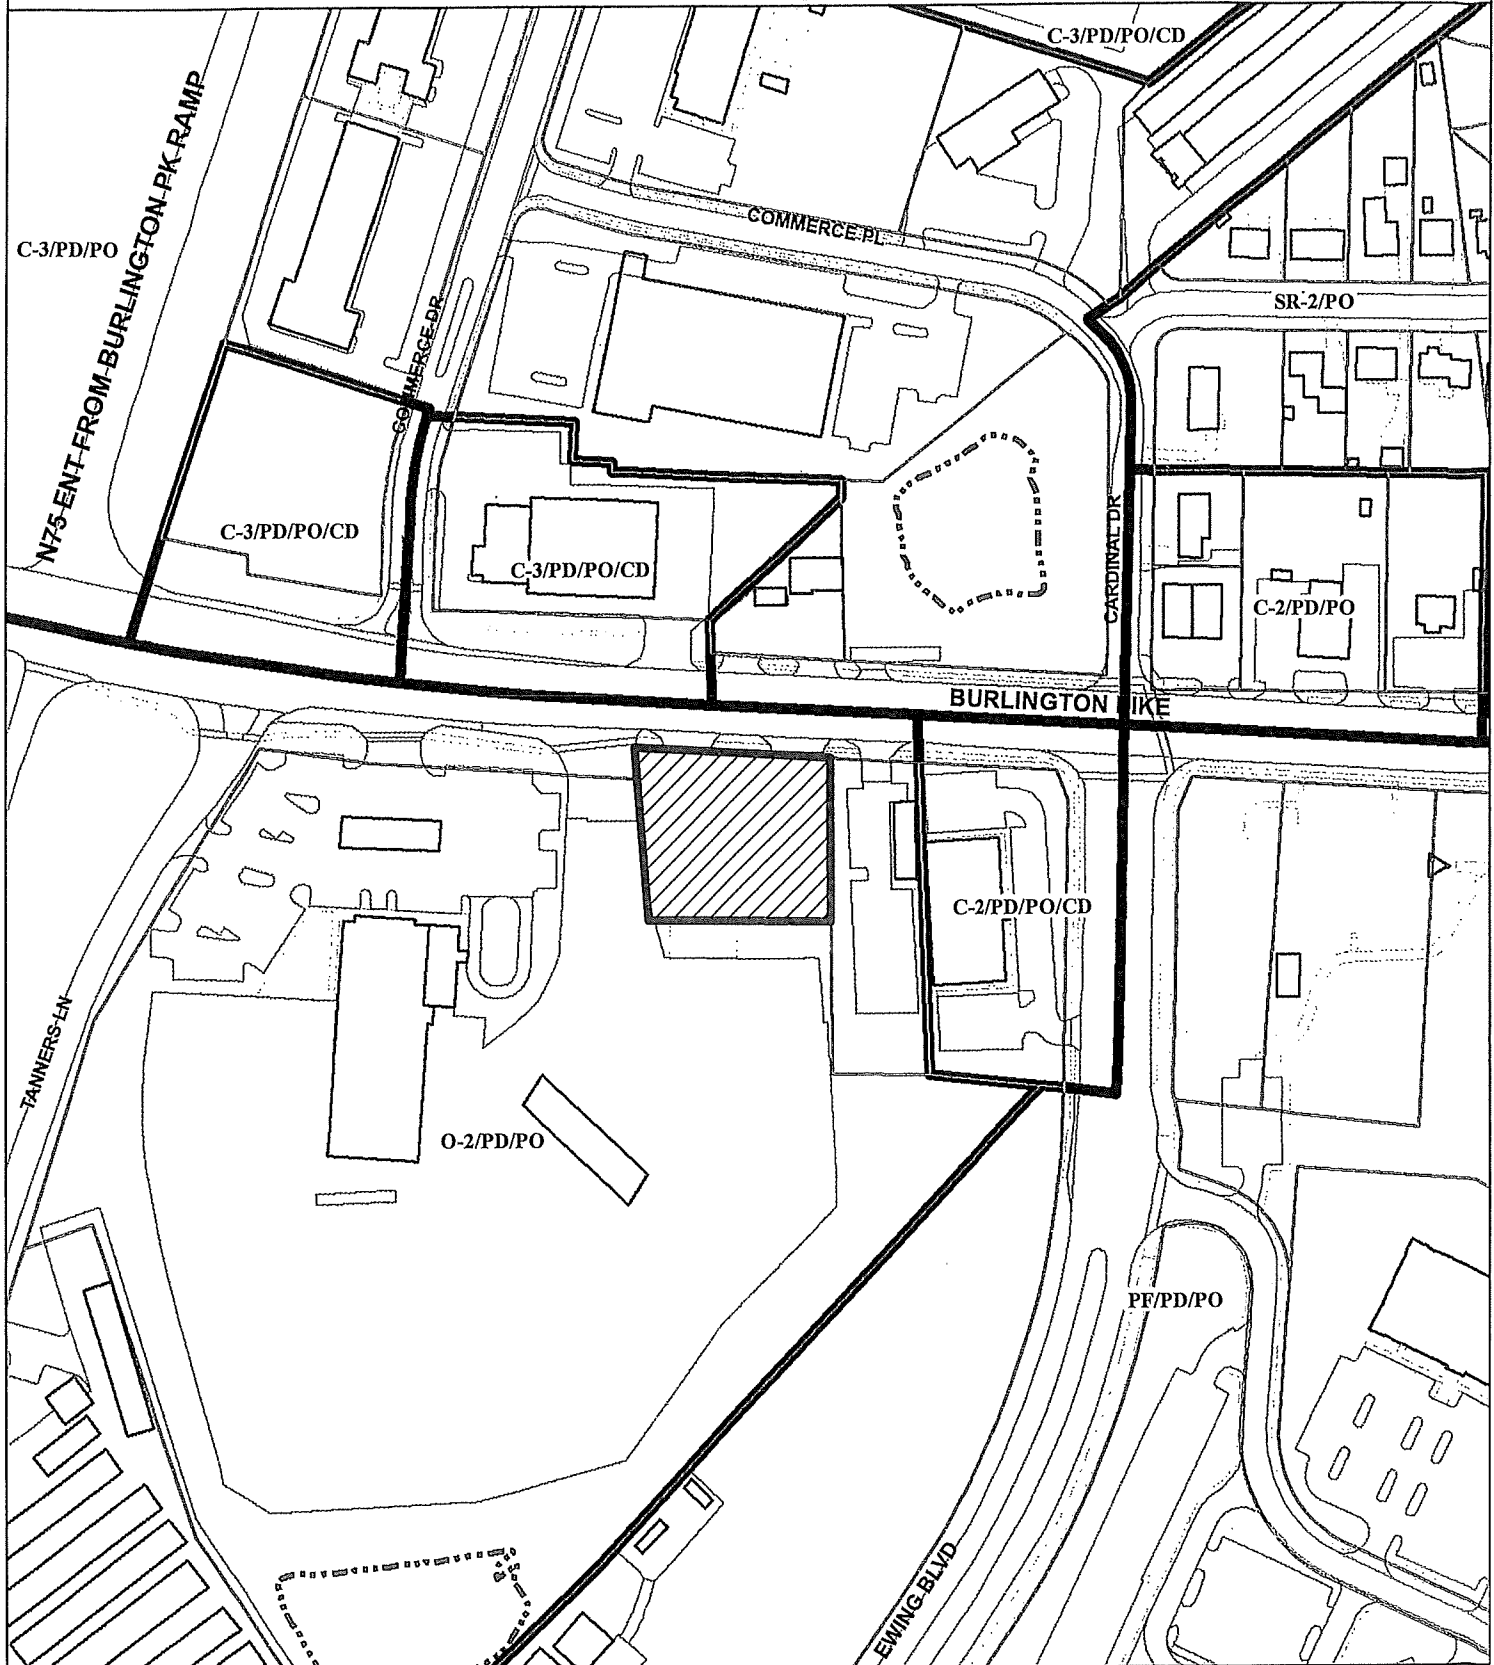 C-3/PD/PO/CD
C-3/PD/PO
N75 ENT FROM BURLINGTON PK RAMP
COMMERCE PL
SR-2/PO
COMMERCE DR
C-3/PD/PO/CD
C-3/PD/PO/CD
CARDINAL DR
C-2/PD/PO
BURLINGTON PIKE
C-2/PD/PO/CD
TANNERS LN
O-2/PD/PO
PF/PD/PO
EWING BLVD